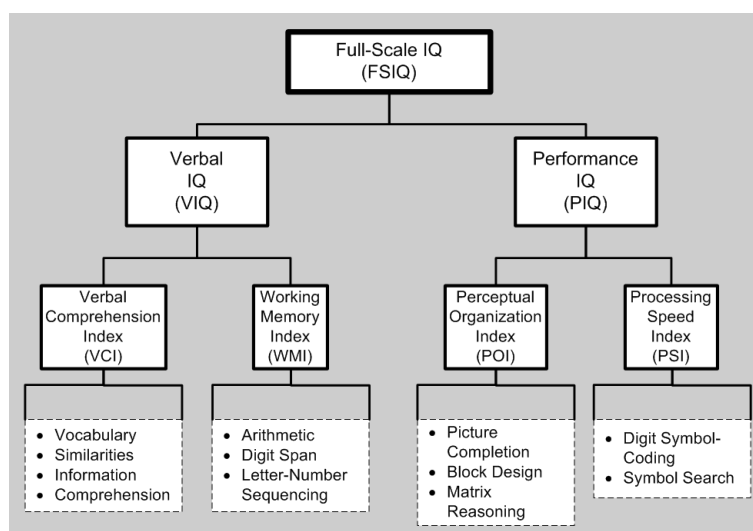 Full-Scale IQ
(FSIQ)
Verbal
IQ
(VIQ)
Performance
IQ
(PIQ)
Verbal
Comprehension
Index
(VCI)
Working
Memory
Index
(WMI)
Perceptual
Organization
Index
(POI)
Processing
Speed
Index
(PSI)
• Vocabulary
• Similarities
• Information
• Comprehension
• Arithmetic
• Digit Span
• Letter-Number
Sequencing
• Picture
Completion
• Block Design
• Matrix
Reasoning
• Digit Symbol-
Coding
• Symbol Search